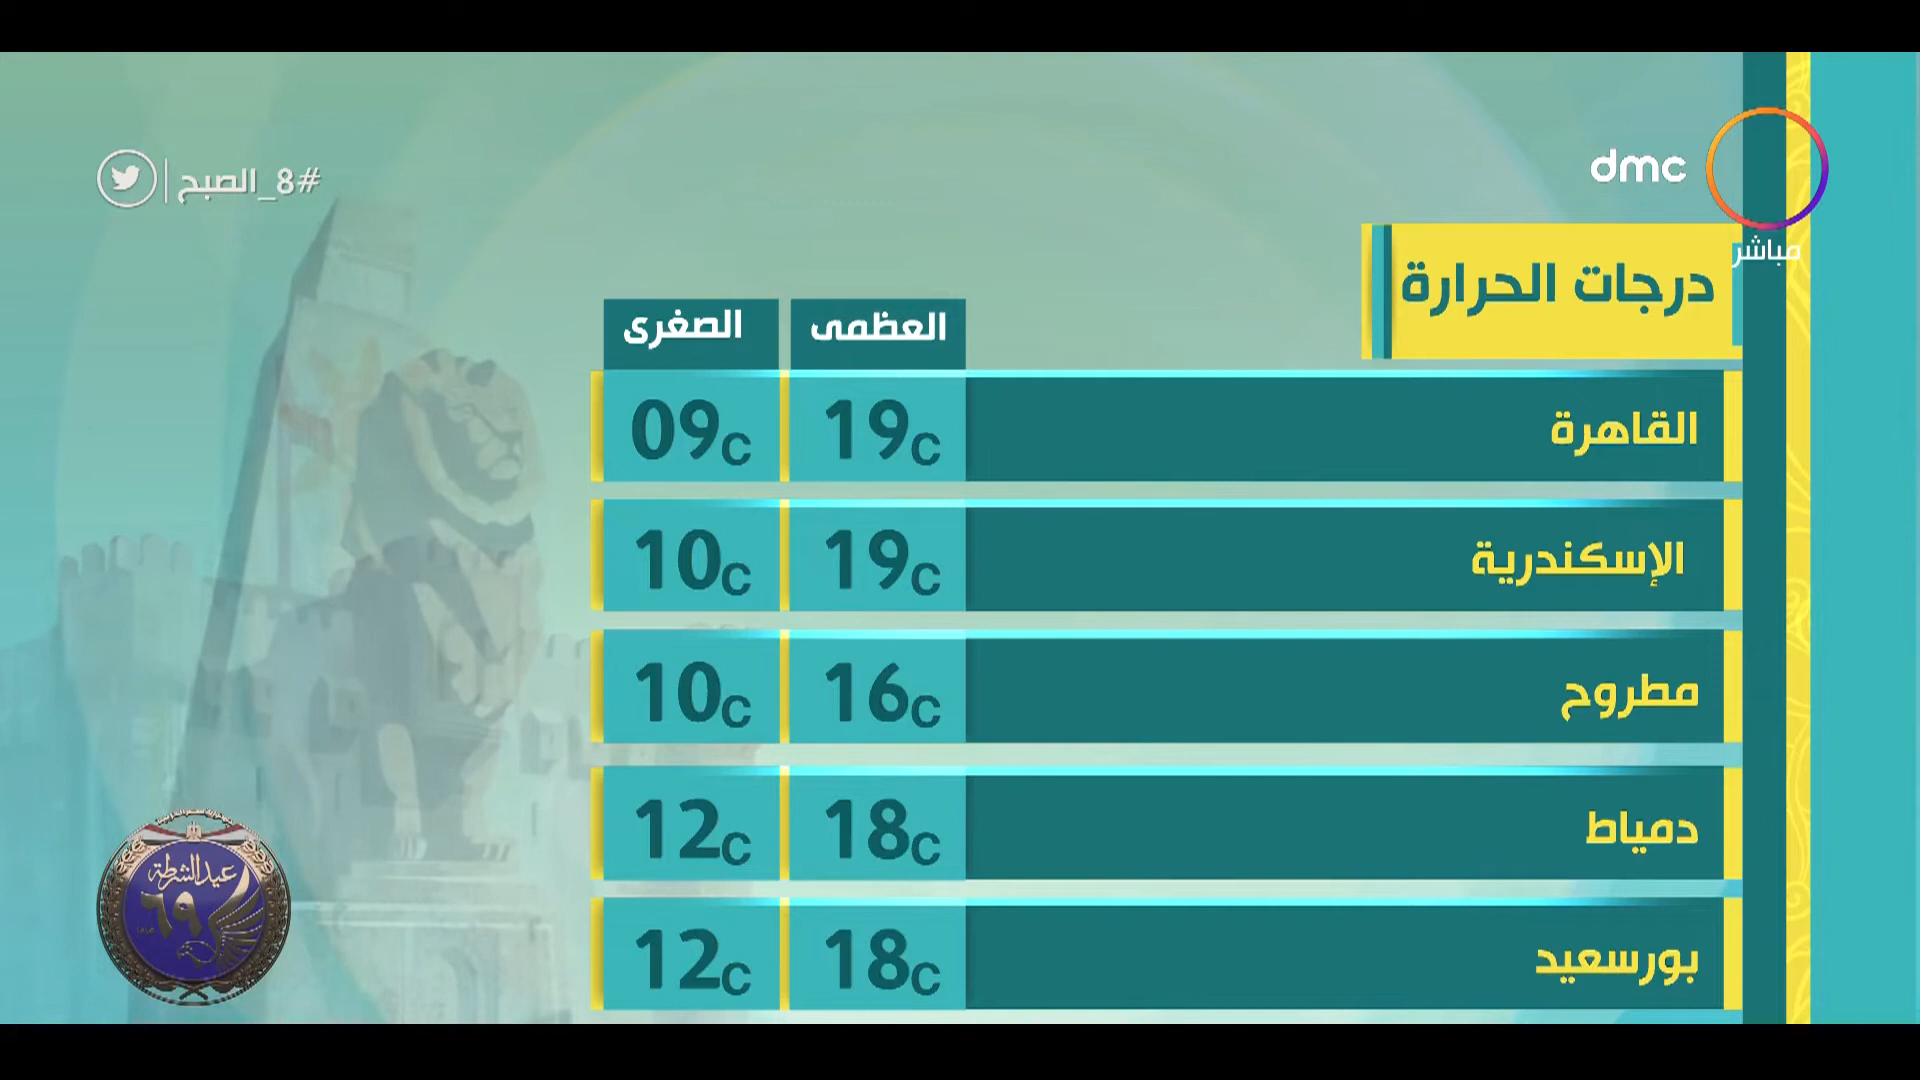 #8_الصبح
dmc
مباشر
درجات الحرارة
العظمى الصغرى
القاهرة 19c 09c
الإسكندرية 19c 10c
مطروح 16c 10c
دمياط 18c 12c
بورسعيد 18c 12c
عيد الشرطة
٦٩